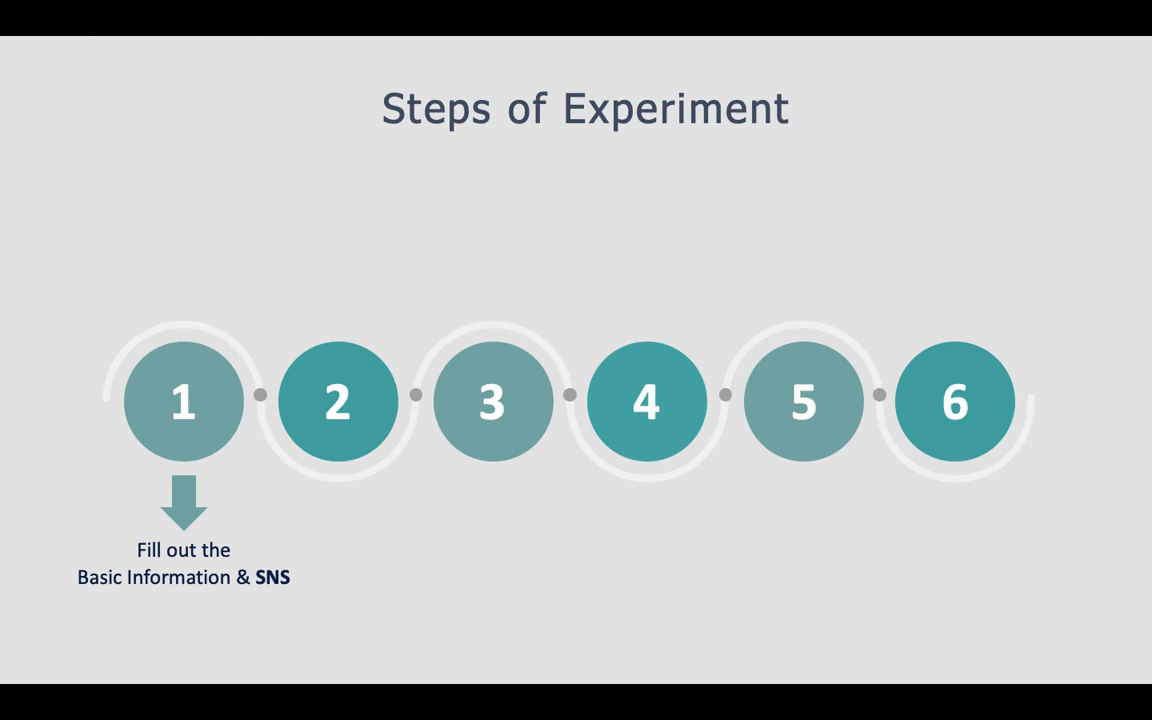 Steps of Experiment
1
2
3
4
5
6
Fill out the
Basic Information & SNS